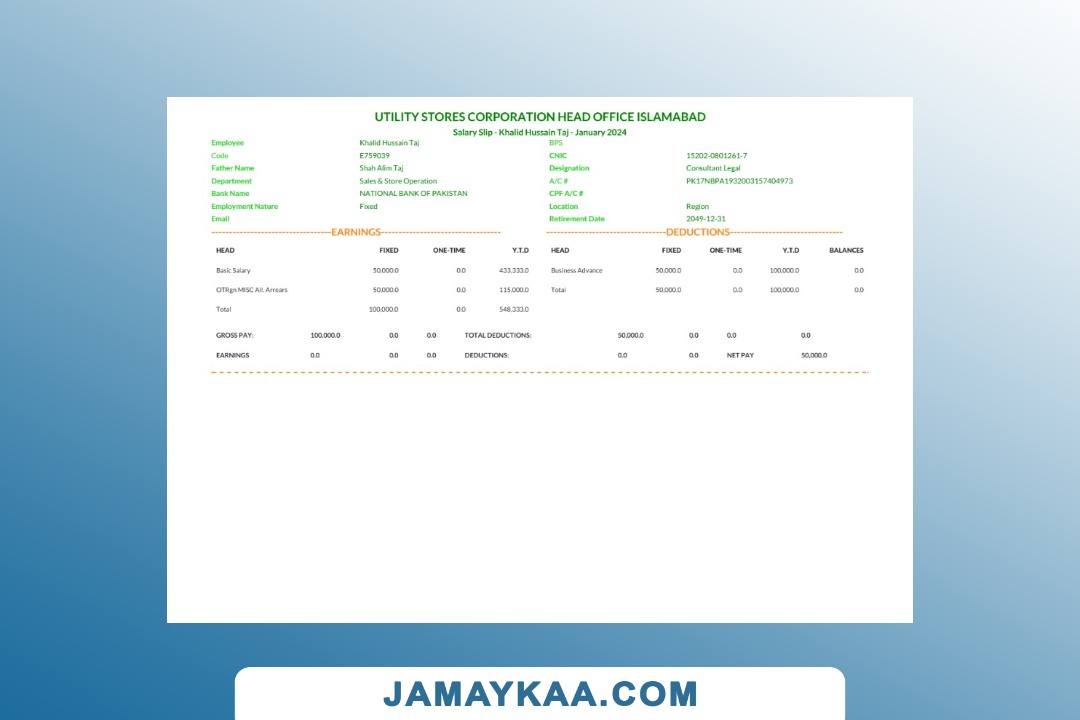 UTILITY STORES CORPORATION HEAD OFFICE ISLAMABAD
Salary Slip - Khalid Hussain Taj - January 2024
Employee Khalid Hussain Taj BPS
Code E759039 CNIC 15202-0801261-7
Father Name Shah Alim Taj Designation Consultant Legal
Department Sales & Store Operation A/C # PK17NBPA1932003157404973
Bank Name NATIONAL BANK OF PAKISTAN CPF A/C #
Employment Nature Fixed Location Region
Email Retirement Date 2049-12-31
EARNINGS DEDUCTIONS
HEAD FIXED ONE-TIME Y.T.D HEAD FIXED ONE-TIME Y.T.D BALANCES
Basic Salary 50,000.0 0.0 433,333.0 Business Advance 50,000.0 0.0 100,000.0 0.0
OTRgn MISC All. Arrears 50,000.0 0.0 115,000.0 Total 50,000.0 0.0 100,000.0 0.0
Total 100,000.0 0.0 548,333.0
GROSS PAY: 100,000.0 0.0 0.0 TOTAL DEDUCTIONS: 50,000.0 0.0 0.0 0.0
EARNINGS 0.0 0.0 0.0 DEDUCTIONS: 0.0 0.0 NET PAY 50,000.0
JAMAYKAA.COM